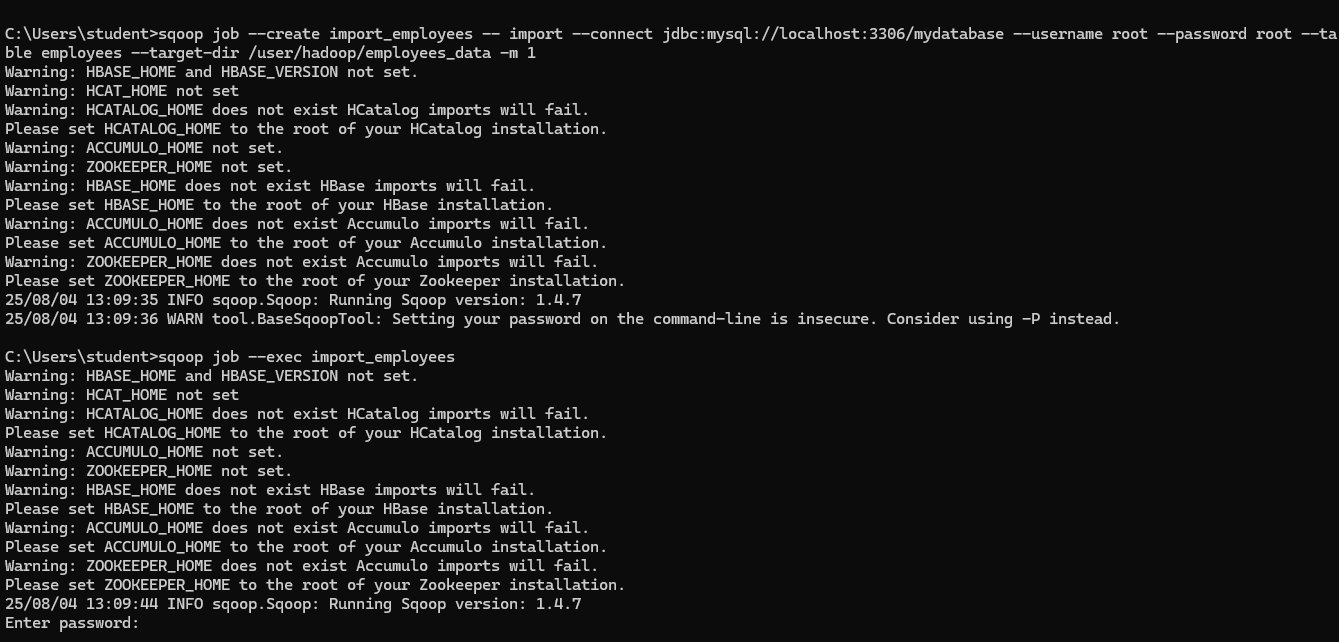 C:\Users\student>sqoop job --create import_employees -- import --connect jdbc:mysql://localhost:3306/mydatabase --username root --password root --ta
ble employees --target-dir /user/hadoop/employees_data -m 1
Warning: HBASE_HOME and HBASE_VERSION not set.
Warning: HCAT_HOME not set
Warning: HCATALOG_HOME does not exist HCatalog imports will fail.
Please set HCATALOG_HOME to the root of your HCatalog installation.
Warning: ACCUMULO_HOME not set.
Warning: ZOOKEEPER_HOME not set.
Warning: HBASE_HOME does not exist HBase imports will fail.
Please set HBASE_HOME to the root of your HBase installation.
Warning: ACCUMULO_HOME does not exist Accumulo imports will fail.
Please set ACCUMULO_HOME to the root of your Accumulo installation.
Warning: ZOOKEEPER_HOME does not exist Accumulo imports will fail.
Please set ZOOKEEPER_HOME to the root of your Zookeeper installation.
25/08/04 13:09:35 INFO sqoop.Sqoop: Running Sqoop version: 1.4.7
25/08/04 13:09:36 WARN tool.BaseSqoopTool: Setting your password on the command-line is insecure. Consider using -P instead.
C:\Users\student>sqoop job --exec import_employees
Warning: HBASE_HOME and HBASE_VERSION not set.
Warning: HCAT_HOME not set
Warning: HCATALOG_HOME does not exist HCatalog imports will fail.
Please set HCATALOG_HOME to the root of your HCatalog installation.
Warning: ACCUMULO_HOME not set.
Warning: ZOOKEEPER_HOME not set.
Warning: HBASE_HOME does not exist HBase imports will fail.
Please set HBASE_HOME to the root of your HBase installation.
Warning: ACCUMULO_HOME does not exist Accumulo imports will fail.
Please set ACCUMULO_HOME to the root of your Accumulo installation.
Warning: ZOOKEEPER_HOME does not exist Accumulo imports will fail.
Please set ZOOKEEPER_HOME to the root of your Zookeeper installation.
25/08/04 13:09:44 INFO sqoop.Sqoop: Running Sqoop version: 1.4.7
Enter password: